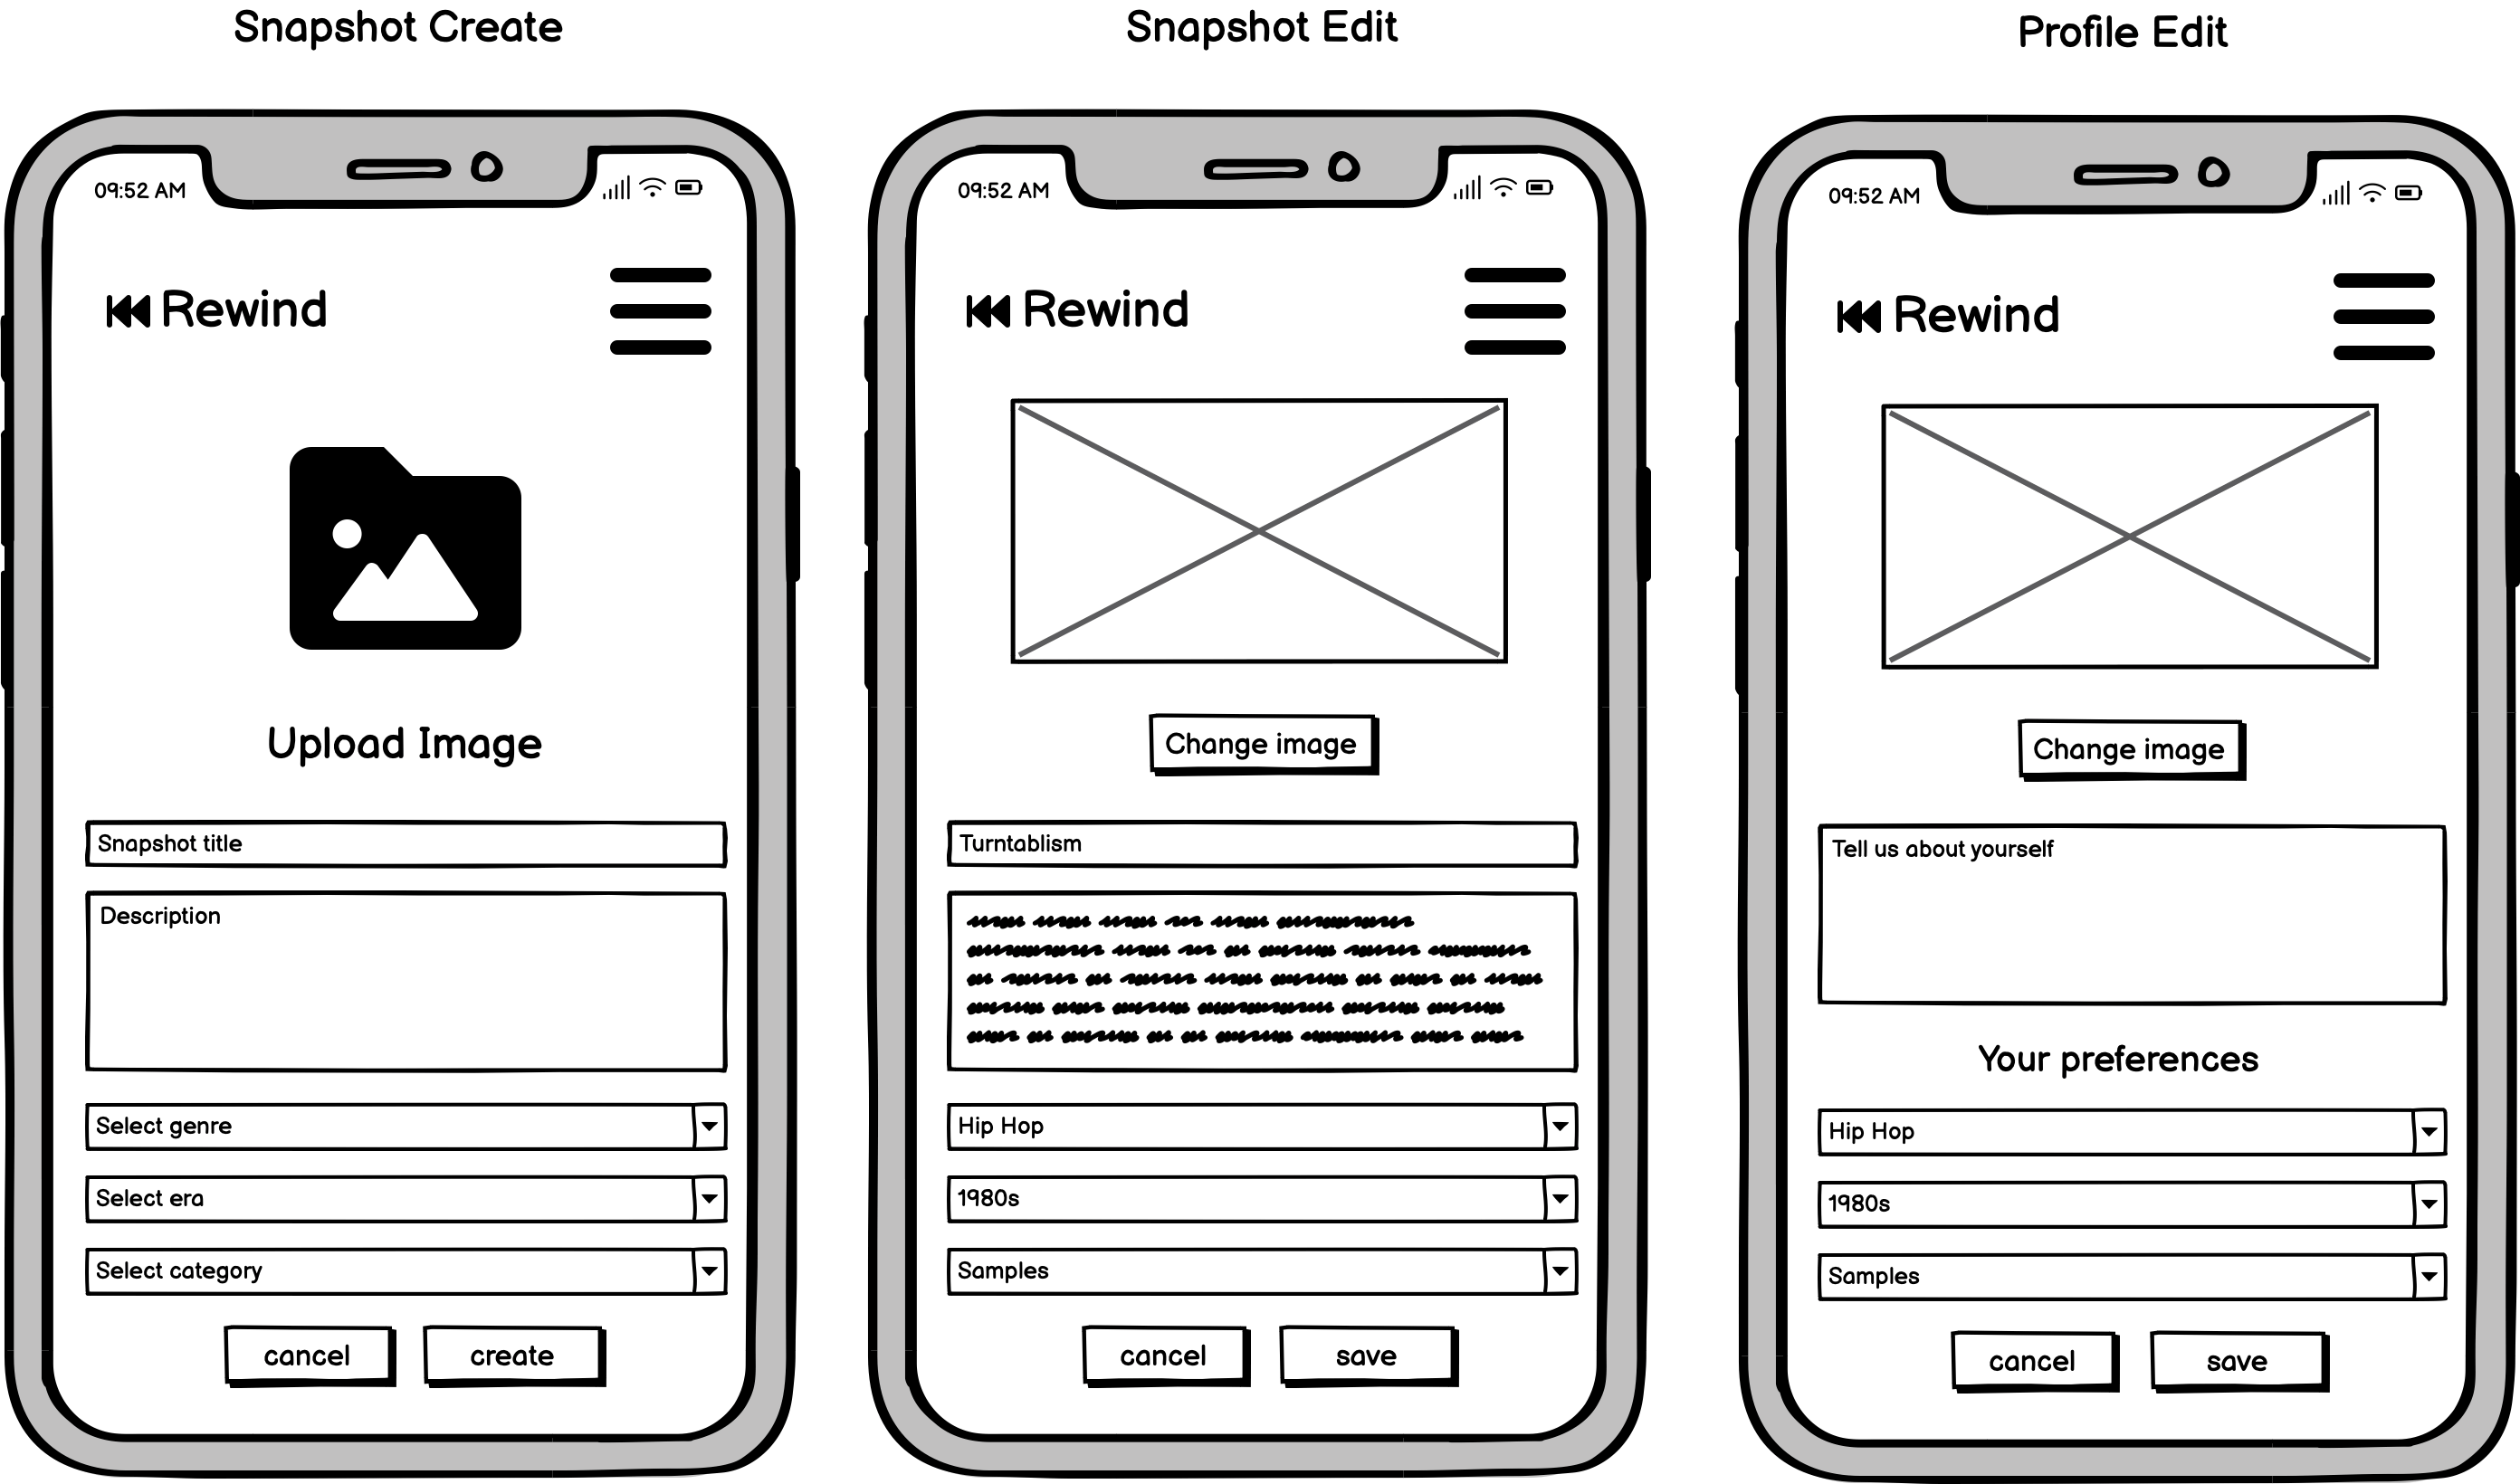 Snapshot Create
09:52 AM
Rewind
Upload Image
Snapshot title
Description
Select genre
Select era
Select category
cancel
create
Snapshot Edit
09:52 AM
Rewind
Change image
Turntablism
Hip Hop
1980s
Samples
cancel
save
Profile Edit
09:52 AM
Rewind
Change image
Tell us about yourself
Your preferences
Hip Hop
1980s
Samples
cancel
save